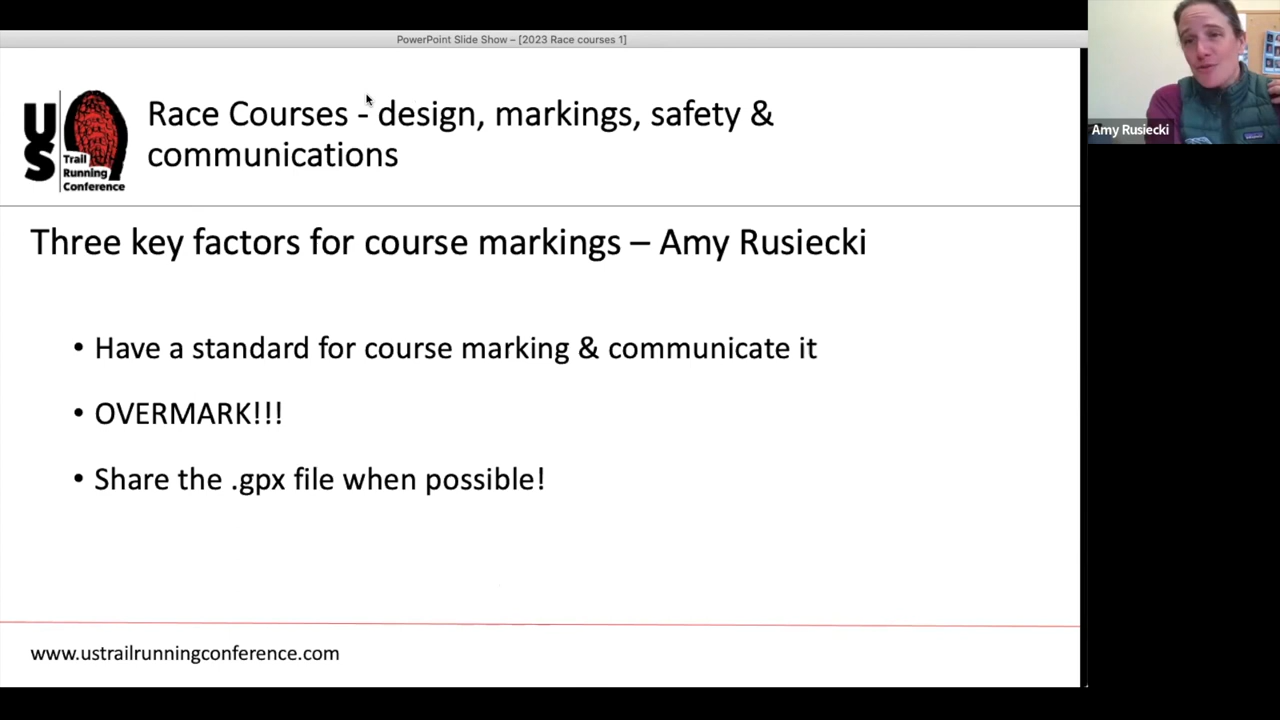 PowerPoint Slide Show – [2023 Race courses 1]
US
Trail
Running
Conference
Race Courses - design, markings, safety &
communications
Amy Rusiecki
Three key factors for course markings – Amy Rusiecki
• Have a standard for course marking & communicate it
• OVERMARK!!!
• Share the .gpx file when possible!
www.ustrailrunningconference.com